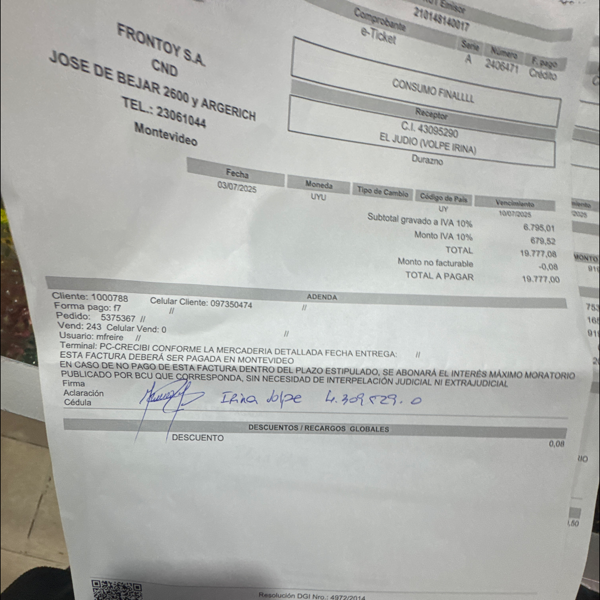 RUT Emisor
210148140017
FRONTOY S.A.
CND
JOSE DE BEJAR 2600 y ARGERICH
TEL.: 23061044
Montevideo
Comprobante Serie Número F. pago
e-Ticket A 2406471 Crédito
CONSUMO FINALLLL
Receptor
C.I. 43095290
EL JUDIO (VOLPE IRINA)
Durazno
Fecha Moneda Tipo de Cambio Código de País Vencimiento
03/07/2025 UYU UY 10/07/2025
Subtotal gravado a IVA 10% 6.795,01
Monto IVA 10% 679,52
TOTAL 19.777,08
Monto no facturable -0,08
TOTAL A PAGAR 19.777,00
ADENDA
Cliente: 1000788 Celular Cliente: 097350474 //
Forma pago: f7 //
Pedido: 5375367 //
Vend: 243 Celular Vend: 0 //
Usuario: mfreire //
Terminal: PC-CRECIBI CONFORME LA MERCADERIA DETALLADA FECHA ENTREGA: //
ESTA FACTURA DEBERÁ SER PAGADA EN MONTEVIDEO
EN CASO DE NO PAGO DE ESTA FACTURA DENTRO DEL PLAZO ESTIPULADO, SE ABONARÁ EL INTERÉS MÁXIMO MORATORIO
PUBLICADO POR BCU QUE CORRESPONDA, SIN NECESIDAD DE INTERPELACIÓN JUDICIAL NI EXTRAJUDICIAL
Firma
Aclaración Irina Volpe 4.309529.0
Cédula
DESCUENTOS / RECARGOS GLOBALES
DESCUENTO 0,08
Resolución DGI Nro.: 4972/2014